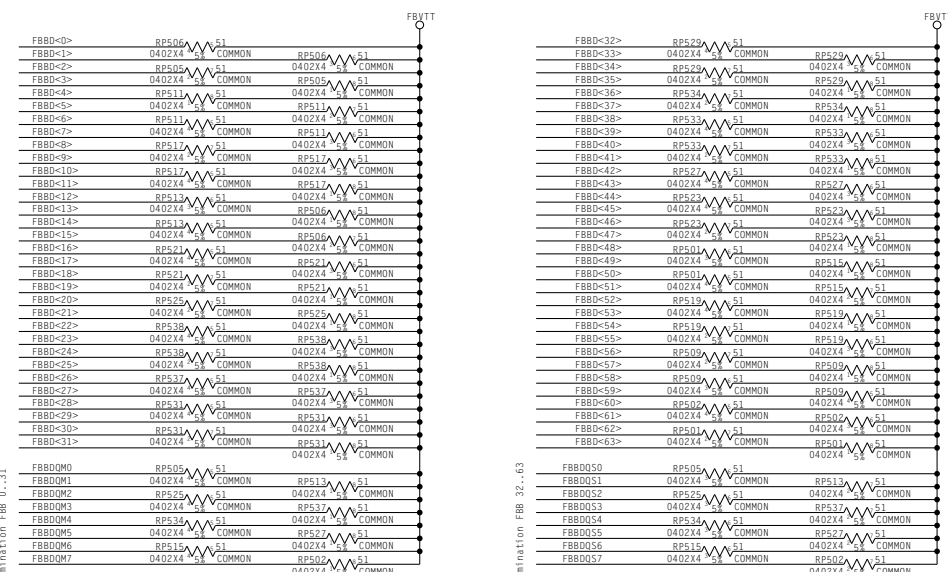 FBVTT
FBBD<0> RP506 51
FBBD<1> 0402X4 5% COMMON RP506 51
FBBD<2> RP505 51 0402X4 5% COMMON
FBBD<3> 0402X4 5% COMMON RP505 51
FBBD<4> RP511 51 0402X4 5% COMMON
FBBD<5> 0402X4 5% COMMON RP511 51
FBBD<6> RP511 51 0402X4 5% COMMON
FBBD<7> 0402X4 5% COMMON RP511 51
FBBD<8> RP517 51 0402X4 5% COMMON
FBBD<9> 0402X4 5% COMMON RP517 51
FBBD<10> RP517 51 0402X4 5% COMMON
FBBD<11> 0402X4 5% COMMON RP517 51
FBBD<12> RP513 51 0402X4 5% COMMON
FBBD<13> 0402X4 5% COMMON RP506 51
FBBD<14> RP513 51 0402X4 5% COMMON
FBBD<15> 0402X4 5% COMMON RP506 51
FBBD<16> RP521 51 0402X4 5% COMMON
FBBD<17> 0402X4 5% COMMON RP521 51
FBBD<18> RP521 51 0402X4 5% COMMON
FBBD<19> 0402X4 5% COMMON RP521 51
FBBD<20> RP525 51 0402X4 5% COMMON
FBBD<21> 0402X4 5% COMMON RP525 51
FBBD<22> RP538 51 0402X4 5% COMMON
FBBD<23> 0402X4 5% COMMON RP538 51
FBBD<24> RP538 51 0402X4 5% COMMON
FBBD<25> 0402X4 5% COMMON RP538 51
FBBD<26> RP537 51 0402X4 5% COMMON
FBBD<27> 0402X4 5% COMMON RP537 51
FBBD<28> RP531 51 0402X4 5% COMMON
FBBD<29> 0402X4 5% COMMON RP531 51
FBBD<30> RP531 51 0402X4 5% COMMON
FBBD<31> 0402X4 5% COMMON RP531 51
0402X4 5% COMMON
FBBDQM0 RP505 51
FBBDQM1 0402X4 5% COMMON RP513 51
FBBDQM2 RP525 51 0402X4 5% COMMON
FBBDQM3 0402X4 5% COMMON RP537 51
FBBDQM4 RP534 51 0402X4 5% COMMON
FBBDQM5 0402X4 5% COMMON RP527 51
FBBDQM6 RP515 51 0402X4 5% COMMON
FBBDQM7 0402X4 5% COMMON RP502 51
0402X4 5% COMMON
mination FBB 0..31
FBVT
FBBD<32> RP529 51
FBBD<33> 0402X4 5% COMMON RP529 51
FBBD<34> RP529 51 0402X4 5% COMMON
FBBD<35> 0402X4 5% COMMON RP529 51
FBBD<36> RP534 51 0402X4 5% COMMON
FBBD<37> 0402X4 5% COMMON RP534 51
FBBD<38> RP533 51 0402X4 5% COMMON
FBBD<39> 0402X4 5% COMMON RP533 51
FBBD<40> RP533 51 0402X4 5% COMMON
FBBD<41> 0402X4 5% COMMON RP533 51
FBBD<42> RP527 51 0402X4 5% COMMON
FBBD<43> 0402X4 5% COMMON RP527 51
FBBD<44> RP523 51 0402X4 5% COMMON
FBBD<45> 0402X4 5% COMMON RP523 51
FBBD<46> RP523 51 0402X4 5% COMMON
FBBD<47> 0402X4 5% COMMON RP523 51
FBBD<48> RP501 51 0402X4 5% COMMON
FBBD<49> 0402X4 5% COMMON RP515 51
FBBD<50> RP501 51 0402X4 5% COMMON
FBBD<51> 0402X4 5% COMMON RP515 51
FBBD<52> RP519 51 0402X4 5% COMMON
FBBD<53> 0402X4 5% COMMON RP519 51
FBBD<54> RP519 51 0402X4 5% COMMON
FBBD<55> 0402X4 5% COMMON RP519 51
FBBD<56> RP509 51 0402X4 5% COMMON
FBBD<57> 0402X4 5% COMMON RP509 51
FBBD<58> RP509 51 0402X4 5% COMMON
FBBD<59> 0402X4 5% COMMON RP509 51
FBBD<60> RP502 51 0402X4 5% COMMON
FBBD<61> 0402X4 5% COMMON RP502 51
FBBD<62> RP501 51 0402X4 5% COMMON
FBBD<63> 0402X4 5% COMMON RP501 51
0402X4 5% COMMON
FBBDQS0 RP505 51
FBBDQS1 0402X4 5% COMMON RP513 51
FBBDQS2 RP525 51 0402X4 5% COMMON
FBBDQS3 0402X4 5% COMMON RP537 51
FBBDQS4 RP534 51 0402X4 5% COMMON
FBBDQS5 0402X4 5% COMMON RP527 51
FBBDQS6 RP515 51 0402X4 5% COMMON
FBBDQS7 0402X4 5% COMMON RP502 51
0402X4 5% COMMON
mination FBB 32..63